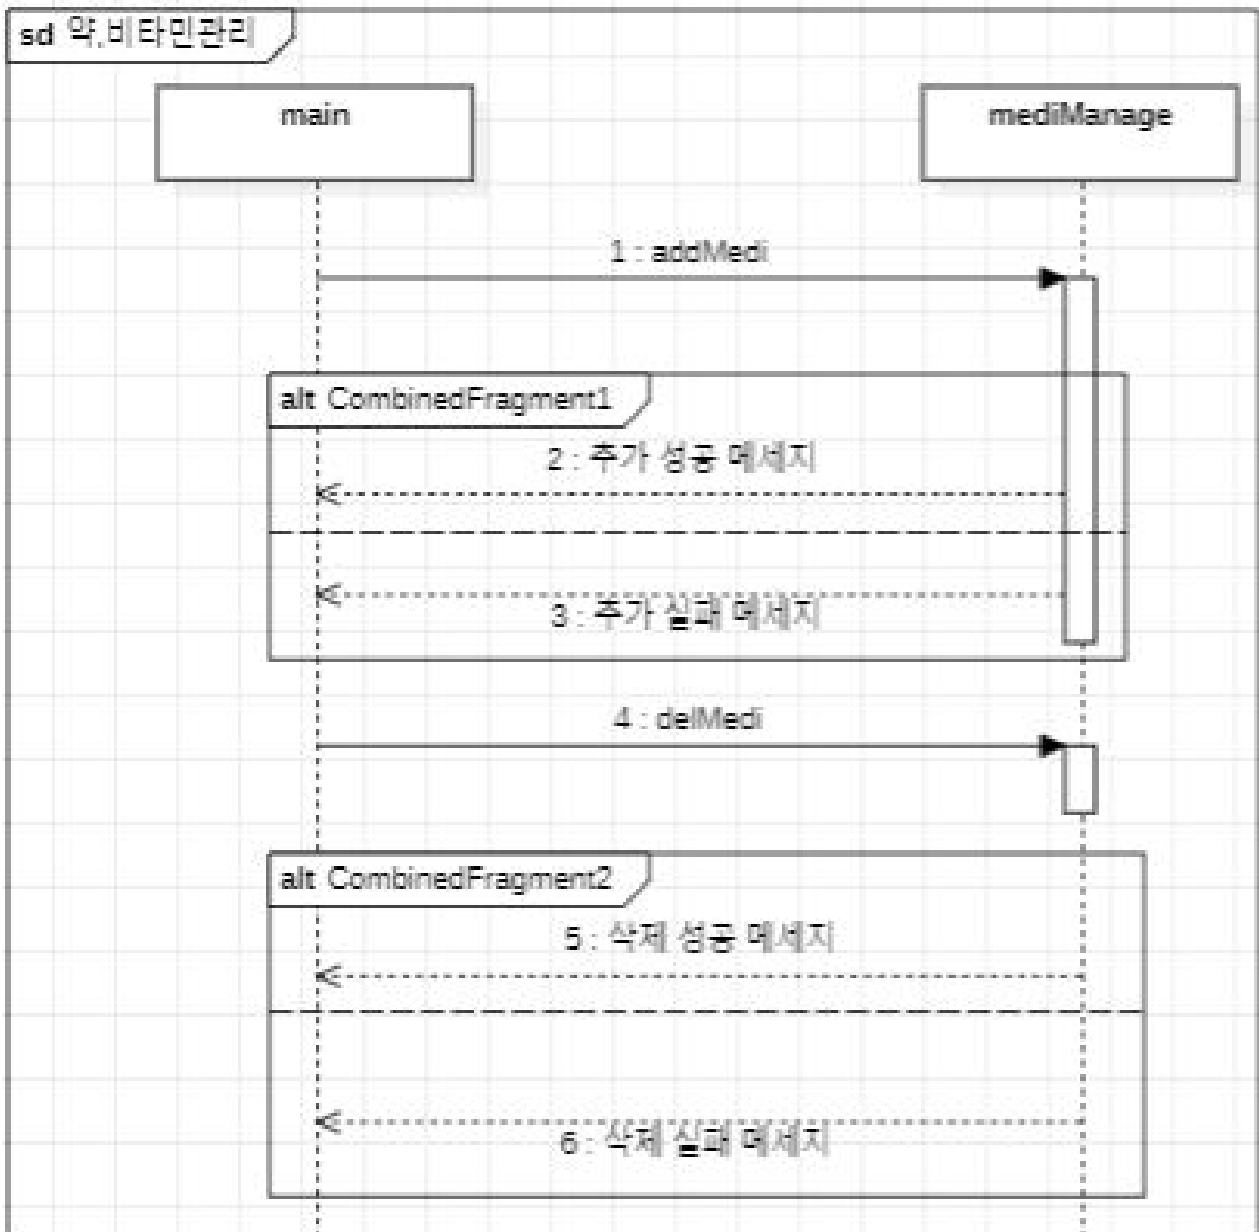 sd 약,비타민관리
main
mediManage
1 : addMedi
alt CombinedFragment1
2 : 추가 성공 메세지
3 : 추가 실패 메세지
4 : delMedi
alt CombinedFragment2
5 : 삭제 성공 메세지
6 : 삭제 실패 메세지